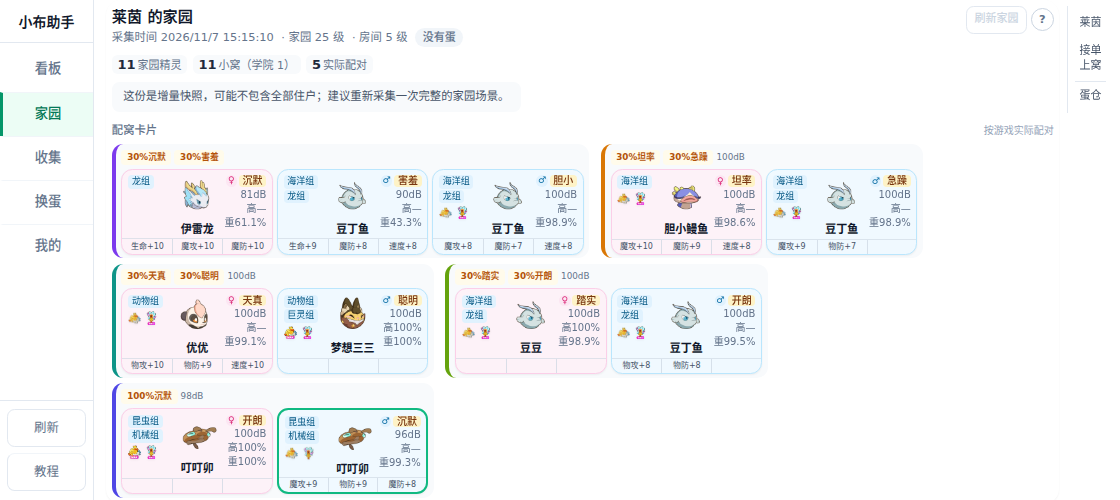 小布助手
看板
家园
收集
换蛋
我的
刷新
教程
莱茵 的家园
采集时间 2026/11/7 15:15:10 · 家园 25 级 · 房间 5 级 没有蛋
刷新家园 ?
11 家园精灵 11 小窝（学院 1） 5 实际配对
这份是增量快照，可能不包含全部住户；建议重新采集一次完整的家园场景。
配窝卡片 按游戏实际配对
30%沉默 30%害羞
龙组 ♀ 沉默
81dB
高—
重61.1%
伊雷龙
生命+10 魔攻+10 魔防+10
海洋组 ♂ 害羞
龙组 90dB
高—
重43.3%
豆丁鱼
生命+9 魔防+8 速度+8
海洋组 ♂ 胆小
龙组 100dB
高—
重98.9%
豆丁鱼
魔攻+8 魔防+7 速度+8
30%坦率 30%急躁 100dB
海洋组 ♀ 坦率
100dB
高—
重98.6%
胆小鳗鱼
魔攻+10 魔防+9 速度+8
海洋组 ♂ 急躁
龙组 100dB
高—
重98.9%
豆丁鱼
魔攻+9 物防+7
30%天真 30%聪明 100dB
动物组 ♀ 天真
100dB
高—
重99.1%
优优
物攻+10 物防+9 速度+10
动物组 ♂ 聪明
巨灵组 100dB
高100%
重100%
梦想三三
30%踏实 30%开朗 100dB
海洋组 ♀ 踏实
龙组 100dB
高100%
重98.9%
豆豆
海洋组 ♂ 开朗
龙组 100dB
高—
重99.5%
豆丁鱼
物攻+8 物防+8
100%沉默 98dB
昆虫组 ♀ 开朗
机械组 100dB
高100%
重100%
叮叮卯
昆虫组 ♂ 沉默
机械组 96dB
高—
重99.3%
叮叮卯
魔攻+9 物防+9 魔防+8
莱茵
接单
上窝
蛋仓